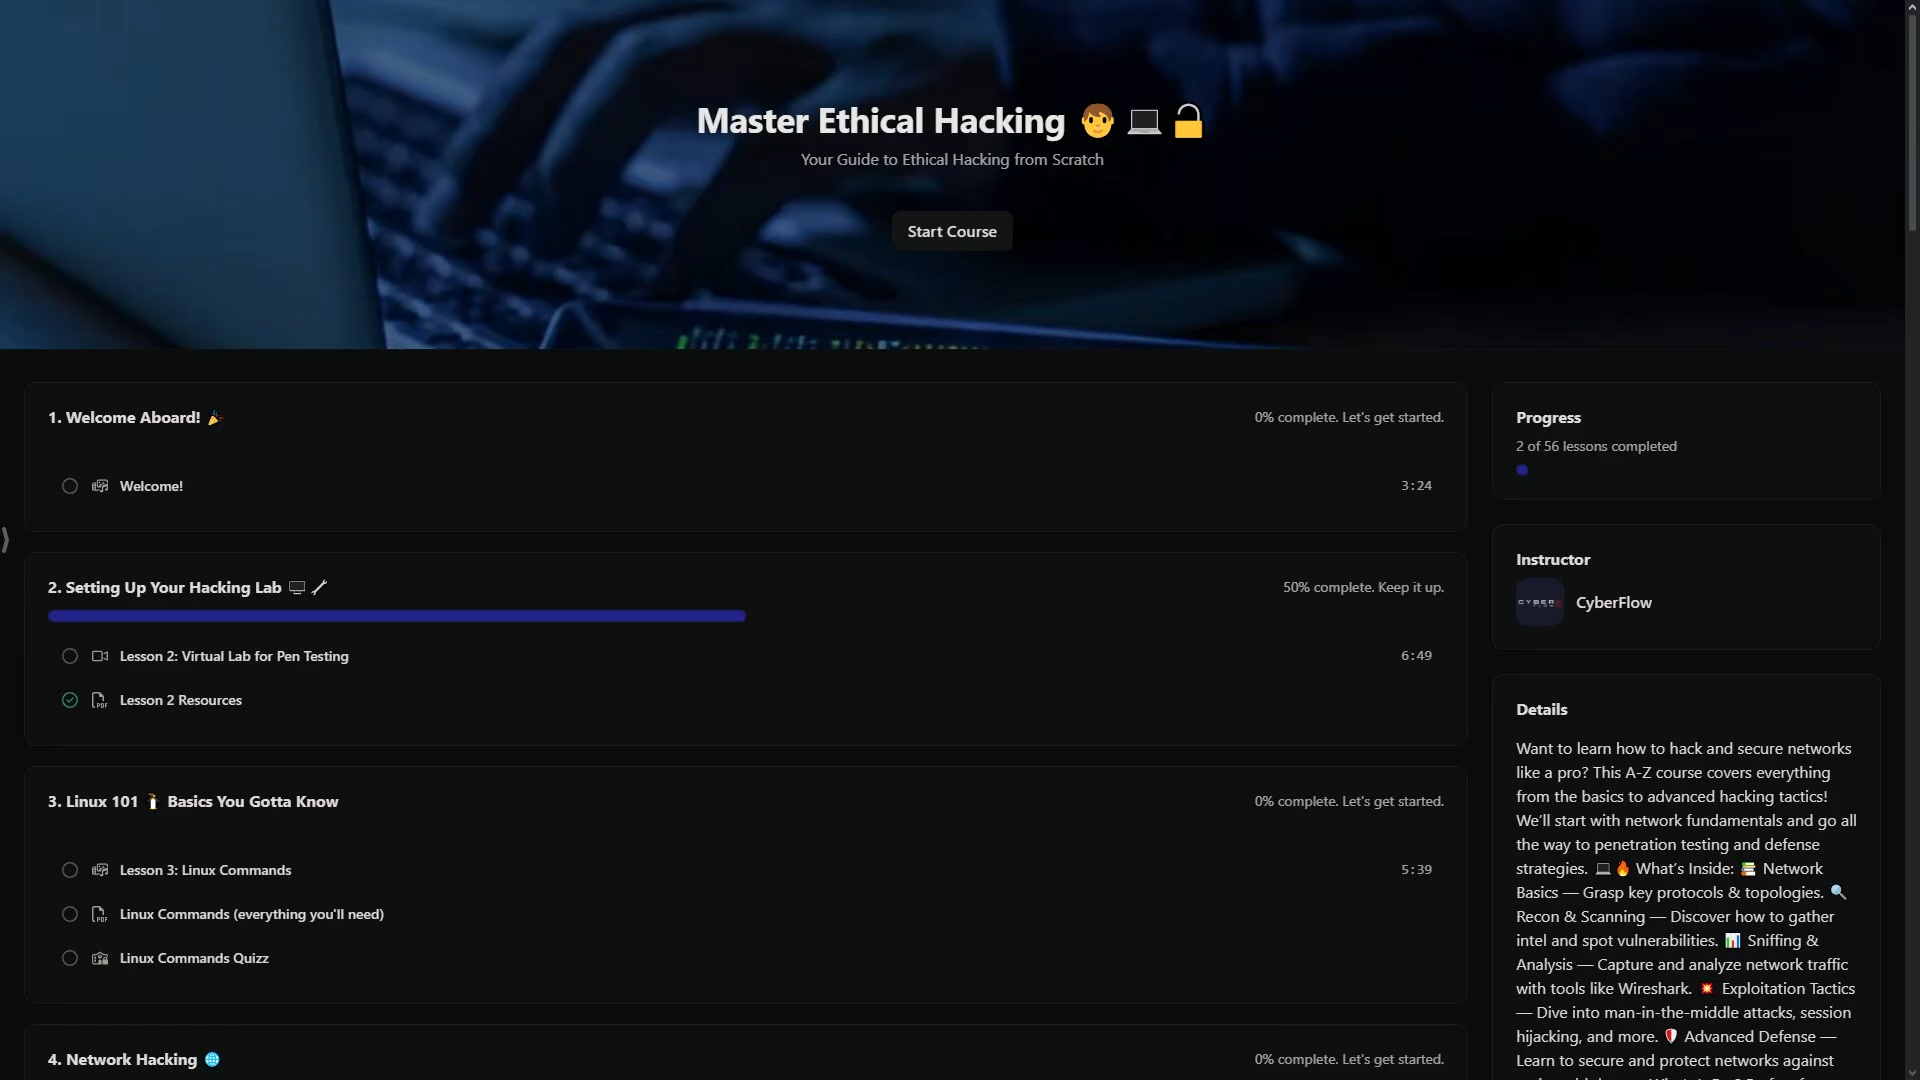 Master Ethical Hacking 🧑 💻 🔓
Your Guide to Ethical Hacking from Scratch
Start Course
1. Welcome Aboard! 🎉
0% complete. Let's get started.
Welcome!
3:24
2. Setting Up Your Hacking Lab 🖥️ 🔧
50% complete. Keep it up.
Lesson 2: Virtual Lab for Pen Testing
6:49
Lesson 2 Resources
3. Linux 101 🐧 Basics You Gotta Know
0% complete. Let's get started.
Lesson 3: Linux Commands
5:39
Linux Commands (everything you'll need)
Linux Commands Quizz
4. Network Hacking 🌐
0% complete. Let's get started.
Progress
2 of 56 lessons completed
Instructor
CyberFlow
Details
Want to learn how to hack and secure networks
like a pro? This A-Z course covers everything
from the basics to advanced hacking tactics!
We'll start with network fundamentals and go all
the way to penetration testing and defense
strategies. 💻 🔥 What's Inside: 📚 Network
Basics — Grasp key protocols & topologies. 🔍
Recon & Scanning — Discover how to gather
intel and spot vulnerabilities. 📊 Sniffing &
Analysis — Capture and analyze network traffic
with tools like Wireshark. 💥 Exploitation Tactics
— Dive into man-in-the-middle attacks, session
hijacking, and more. 🛡️ Advanced Defense —
Learn to secure and protect networks against